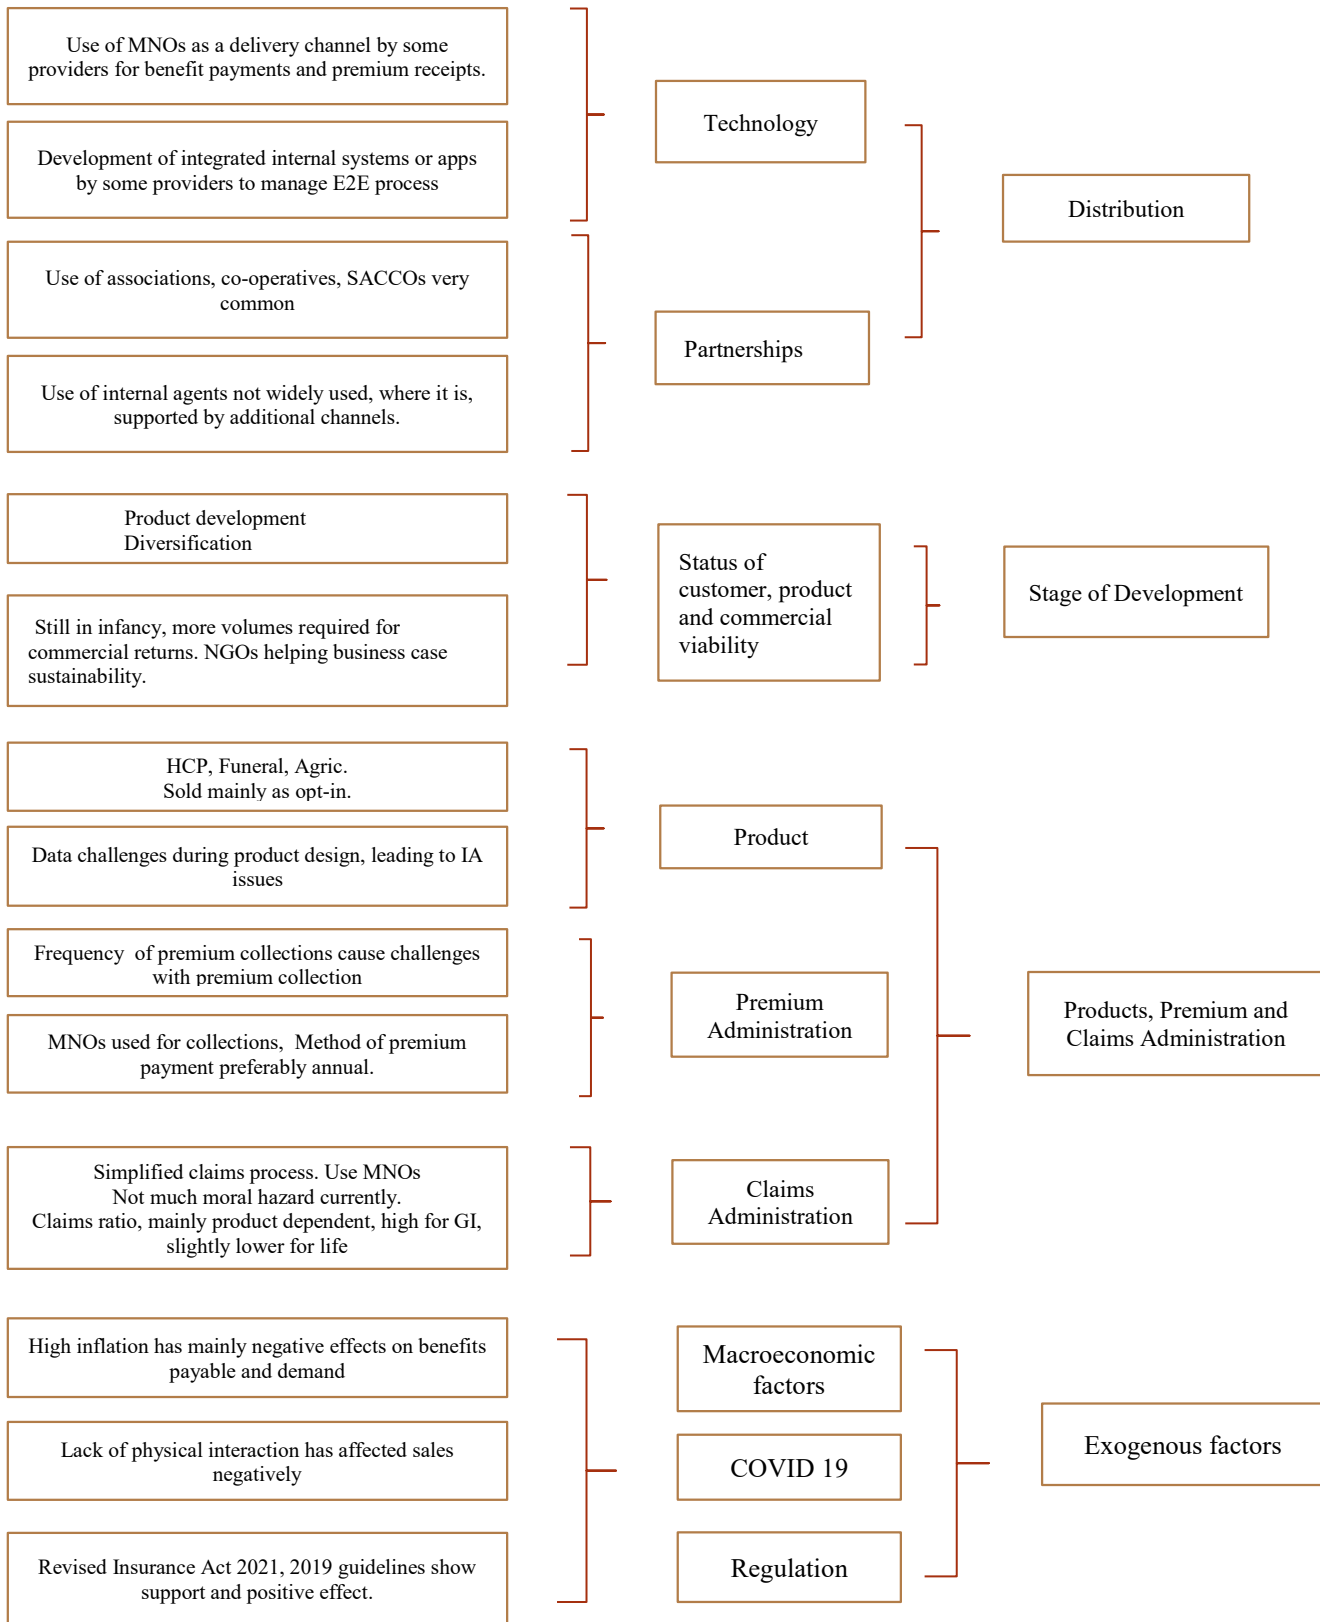 Use of MNOs as a delivery channel by some
providers for benefit payments and premium receipts.
Development of integrated internal systems or apps
by some providers to manage E2E process
Technology
Use of associations, co-operatives, SACCOs very
common
Use of internal agents not widely used, where it is,
supported by additional channels.
Partnerships
Distribution
Product development
Diversification
Still in infancy, more volumes required for
commercial returns. NGOs helping business case
sustainability.
Status of
customer, product
and commercial
viability
Stage of Development
HCP, Funeral, Agric.
Sold mainly as opt-in.
Data challenges during product design, leading to IA
issues
Product
Frequency  of premium collections cause challenges
with premium collection
MNOs used for collections,  Method of premium
payment preferably annual.
Premium
Administration
Simplified claims process. Use MNOs
Not much moral hazard currently.
Claims ratio, mainly product dependent, high for GI,
slightly lower for life
Claims
Administration
Products, Premium and
Claims Administration
High inflation has mainly negative effects on benefits
payable and demand
Lack of physical interaction has affected sales
negatively
Revised Insurance Act 2021, 2019 guidelines show
support and positive effect.
Macroeconomic
factors
COVID 19
Regulation
Exogenous factors